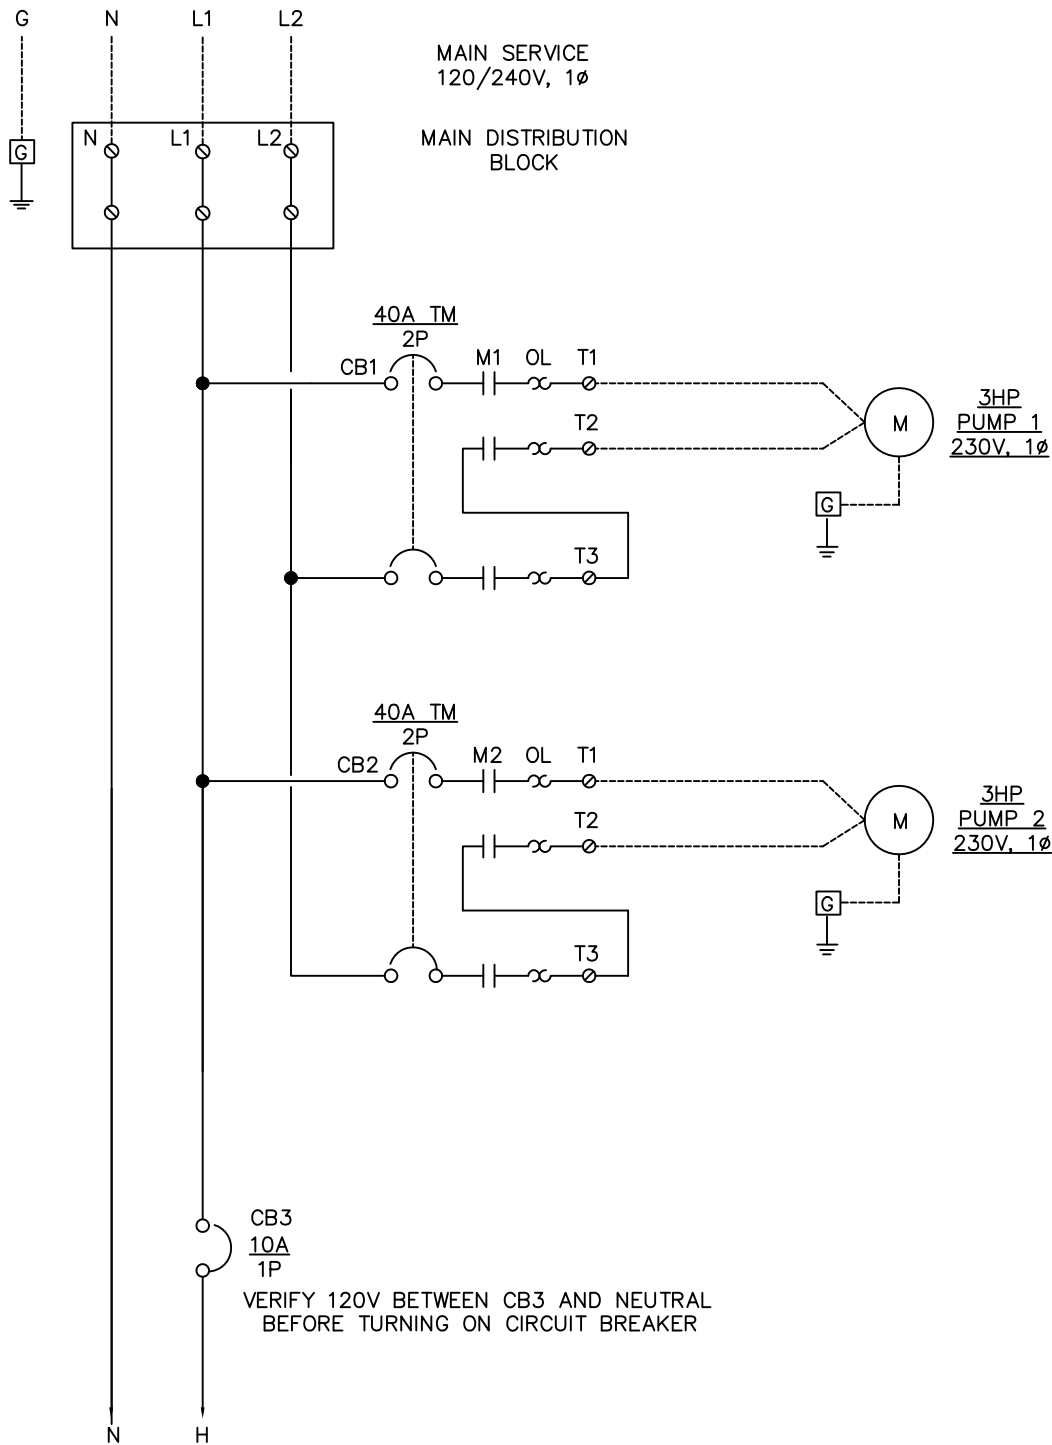 G N L1 L2
MAIN SERVICE
120/240V, 1ø
N L1 L2
MAIN DISTRIBUTION
BLOCK
G
40A TM
2P
CB1 M1 OL T1
3HP
PUMP 1
230V, 1ø
M
T2
G
T3
40A TM
2P
CB2 M2 OL T1
3HP
PUMP 2
230V, 1ø
M
T2
G
T3
CB3
10A
1P
VERIFY 120V BETWEEN CB3 AND NEUTRAL
BEFORE TURNING ON CIRCUIT BREAKER
N H